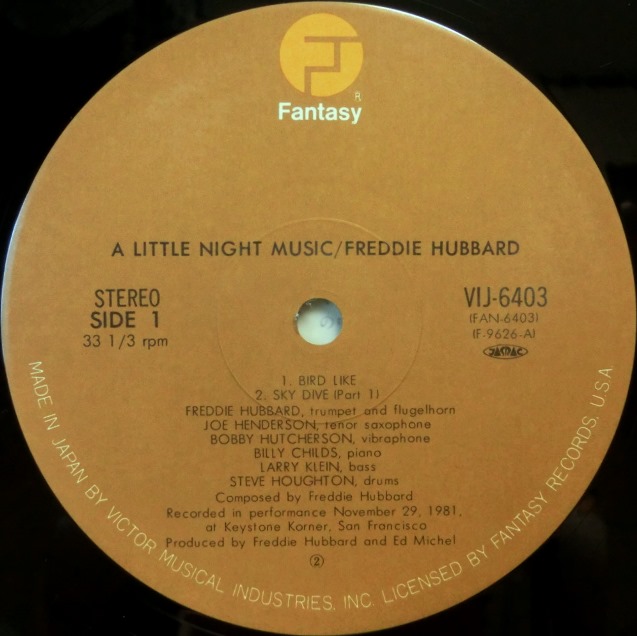 Fantasy
®
A LITTLE NIGHT MUSIC/FREDDIE HUBBARD
STEREO
SIDE 1
33 1/3 rpm
VIJ-6403
(FAN-6403)
(F-9626-A)
JASRAC
1. BIRD LIKE
2. SKY DIVE (Part 1)
FREDDIE HUBBARD, trumpet and flugelhorn
JOE HENDERSON, tenor saxophone
BOBBY HUTCHERSON, vibraphone
BILLY CHILDS, piano
LARRY KLEIN, bass
STEVE HOUGHTON, drums
Composed by Freddie Hubbard
Recorded in performance November 29, 1981,
at Keystone Korner, San Francisco
Produced by Freddie Hubbard and Ed Michel
②
MADE IN JAPAN BY VICTOR MUSICAL INDUSTRIES, INC. LICENSED BY FANTASY RECORDS, U.S.A.